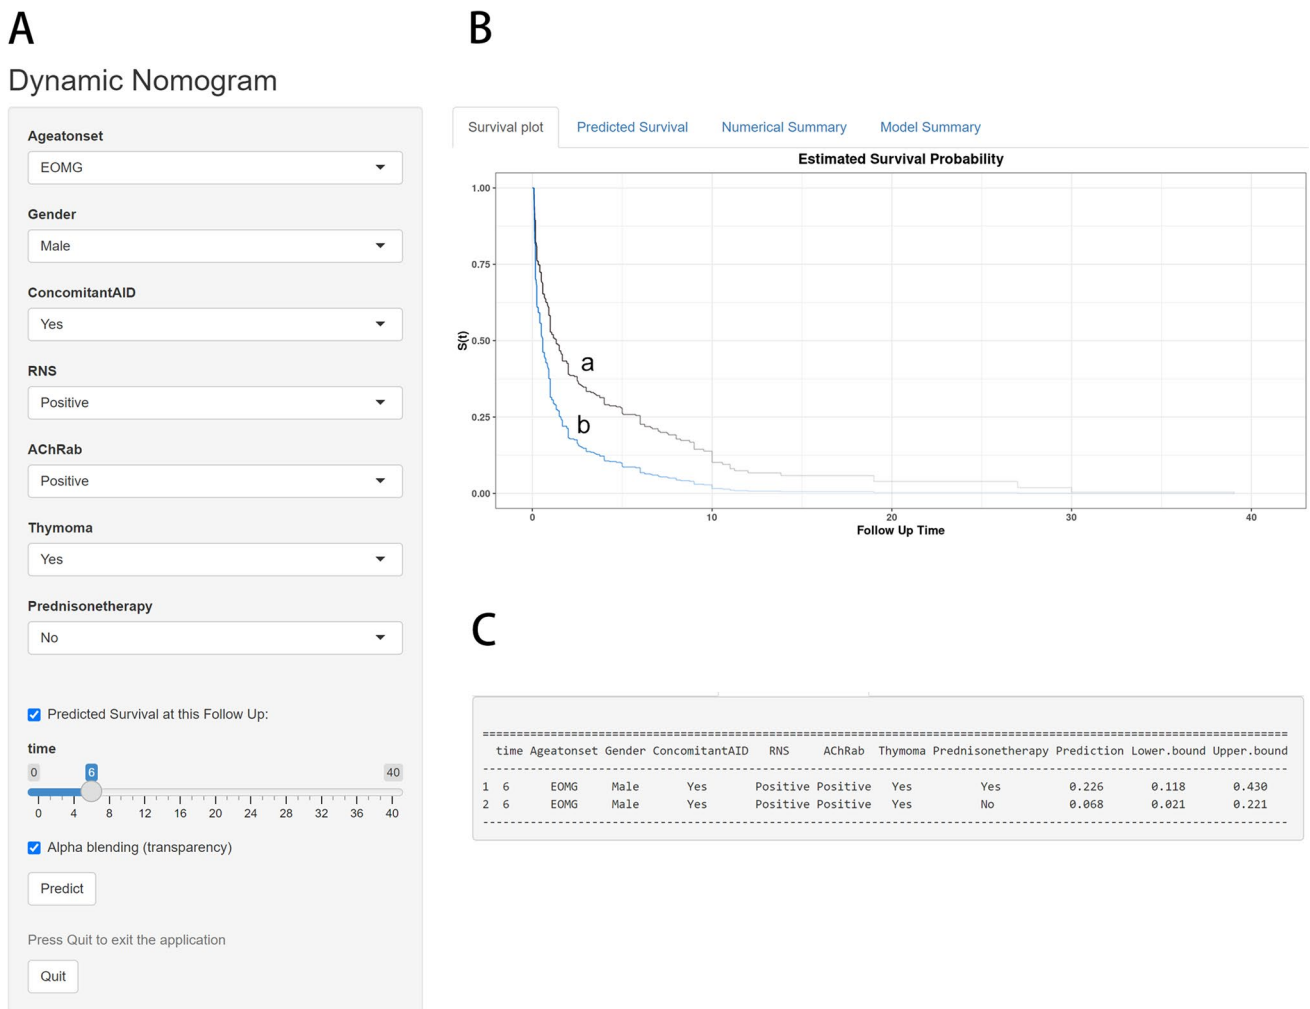 A
Dynamic Nomogram
Ageatonset
EOMG
Gender
Male
ConcomitantAID
Yes
RNS
Positive
AChRab
Positive
Thymoma
Yes
Prednisonetherapy
No
Predicted Survival at this Follow Up:
time
0 6 40
0 4 8 12 16 20 24 28 32 36 40
Alpha blending (transparency)
Predict
Press Quit to exit the application
Quit
B
Survival plot Predicted Survival Numerical Summary Model Summary
Estimated Survival Probability
S(t)
1.00
0.75
0.50
0.25
0.00
a
b
0 10 20 30 40
Follow Up Time
C
time Ageatonset Gender ConcomitantAID RNS AChRab Thymoma Prednisonetherapy Prediction Lower.bound Upper.bound
1 6 EOMG Male Yes Positive Positive Yes Yes 0.226 0.118 0.430
2 6 EOMG Male Yes Positive Positive Yes No 0.068 0.021 0.221